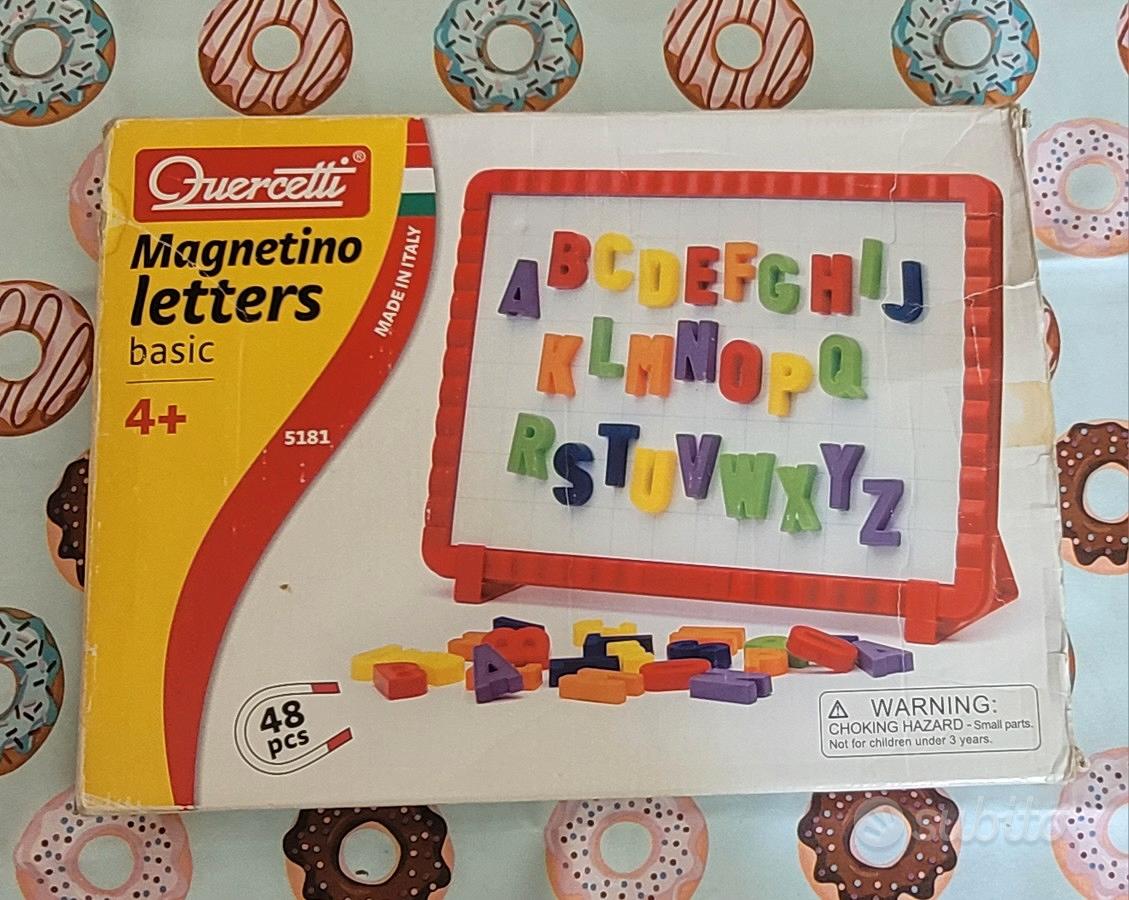 Quercetti®
Magnetino
letters
basic
4+
MADE IN ITALY
5181
ABCDEFGHIJ
KLMNOPQ
RSTUVWXYZ
48
pcs
WARNING:
CHOKING HAZARD - Small parts.
Not for children under 3 years.
subito